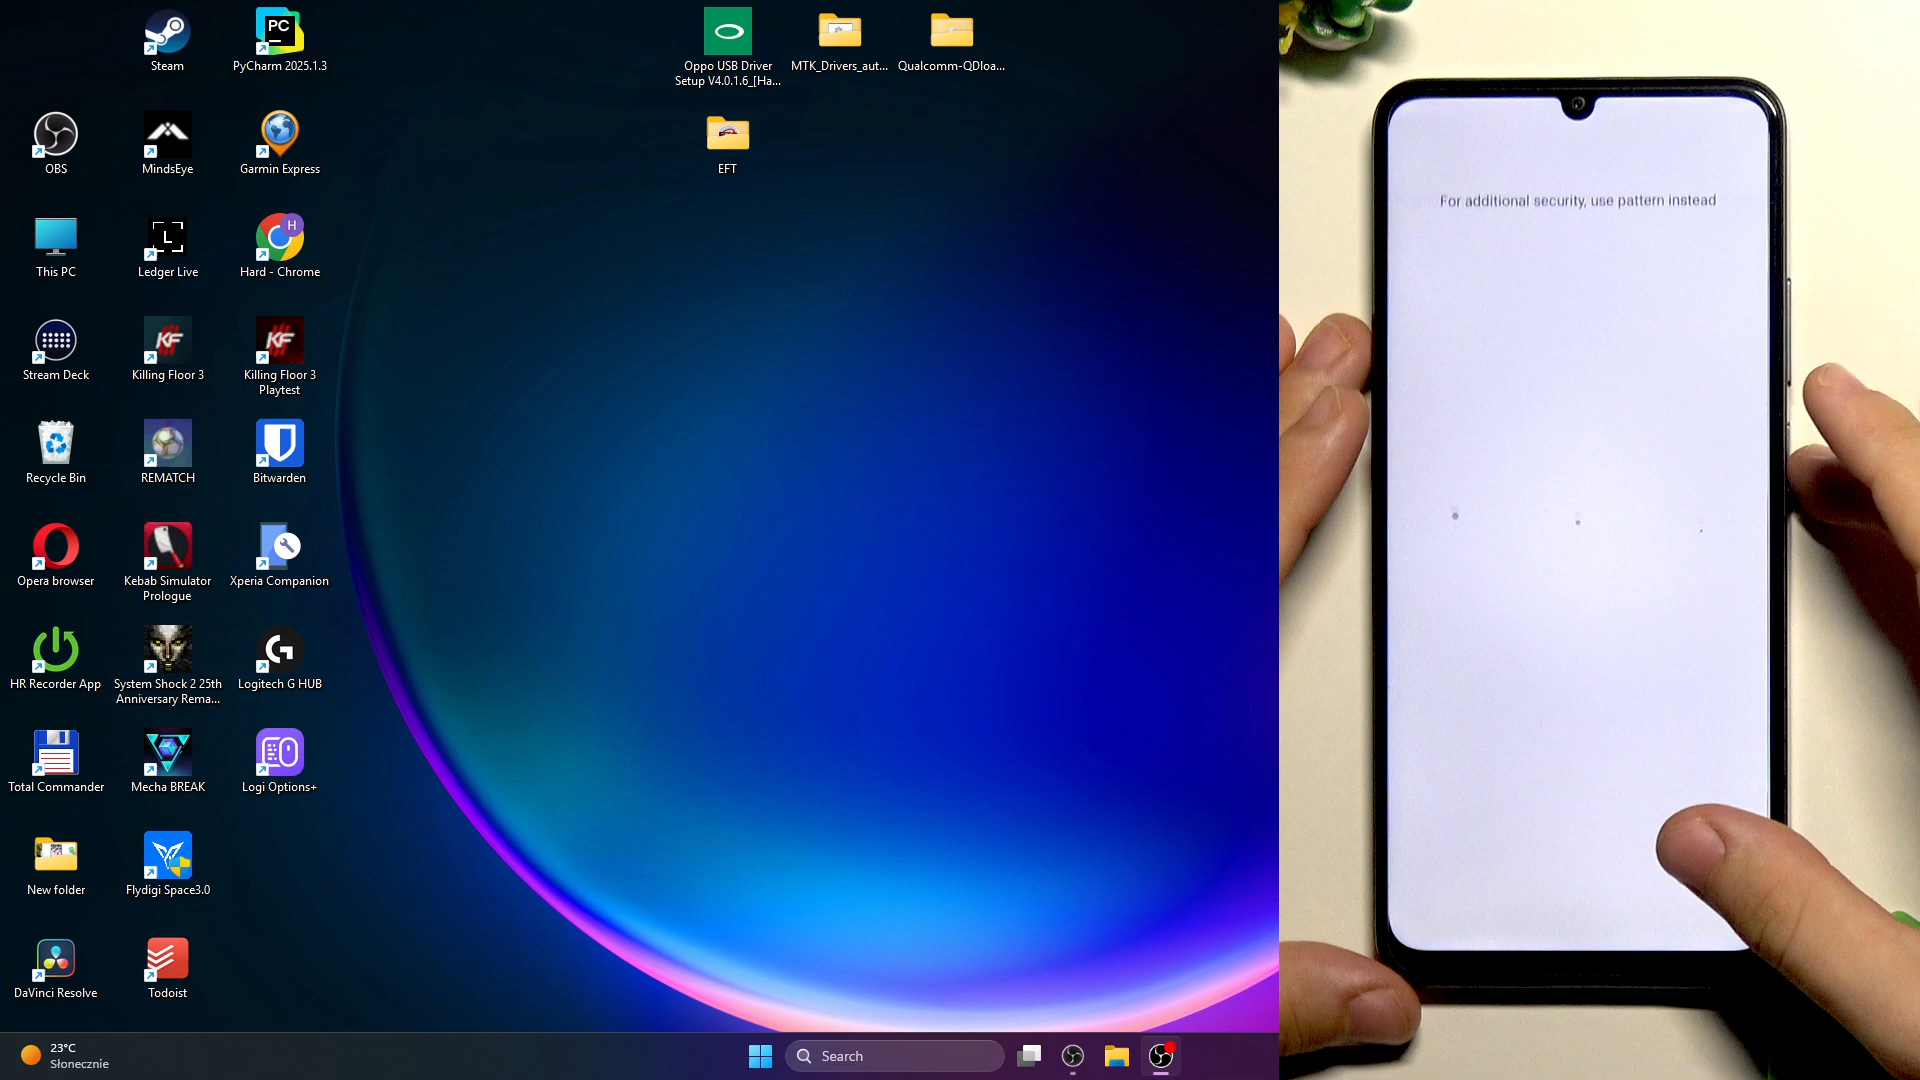 Steam
PyCharm 2025.1.3
Oppo USB Driver
Setup V4.0.1.6_[Ha...
MTK_Drivers_aut...
Qualcomm-QDloa...
OBS
MindsEye
Garmin Express
EFT
This PC
Ledger Live
Hard - Chrome
Stream Deck
Killing Floor 3
Killing Floor 3
Playtest
Recycle Bin
REMATCH
Bitwarden
Opera browser
Kebab Simulator
Prologue
Xperia Companion
HR Recorder App
System Shock 2 25th
Anniversary Rema...
Logitech G HUB
Total Commander
Mecha BREAK
Logi Options+
New folder
Flydigi Space3.0
DaVinci Resolve
Todoist
23°C
Słonecznie
Search
For additional security, use pattern instead
PC
L
H
KF
KF
G